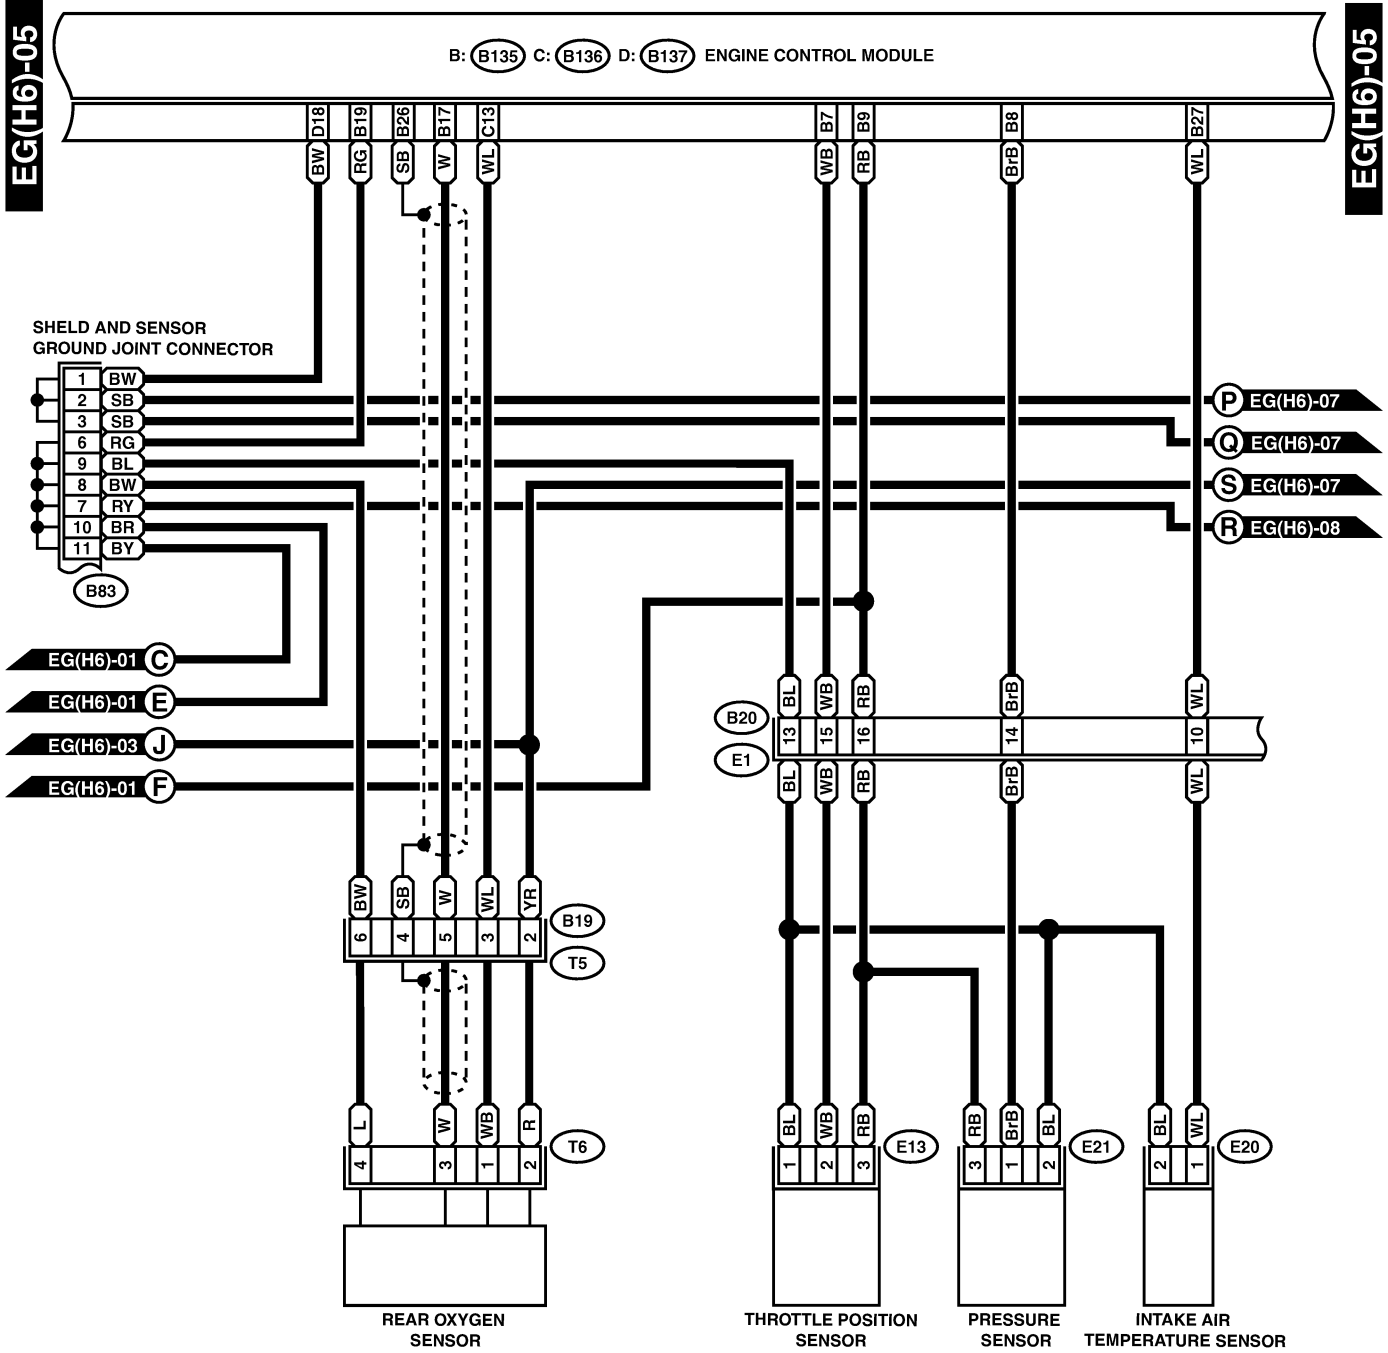 EG(H6)-05
EG(H6)-05
B: B135 C: B136 D: B137 ENGINE CONTROL MODULE
D18 B19 B26 B17 C13 B7 B9 B8 B27
BW RG SB W WL WB RB BrB WL
SHELD AND SENSOR
GROUND JOINT CONNECTOR
1 BW
2 SB
3 SB
6 RG
9 BL
8 BW
7 RY
10 BR
11 BY
B83
P EG(H6)-07
Q EG(H6)-07
S EG(H6)-07
R EG(H6)-08
EG(H6)-01 C
EG(H6)-01 E
EG(H6)-03 J
EG(H6)-01 F
BL WB RB BrB WL
B20
13 15 16 14 10
E1
BL WB RB BrB WL
BW SB W WL YR
B19
6 4 5 3 2
T5
L W WB R
T6
4 3 1 2
BL WB RB
E13
1 2 3
RB BrB BL
E21
3 1 2
BL WL
E20
2 1
REAR OXYGEN
SENSOR
THROTTLE POSITION
SENSOR
PRESSURE
SENSOR
INTAKE AIR
TEMPERATURE SENSOR